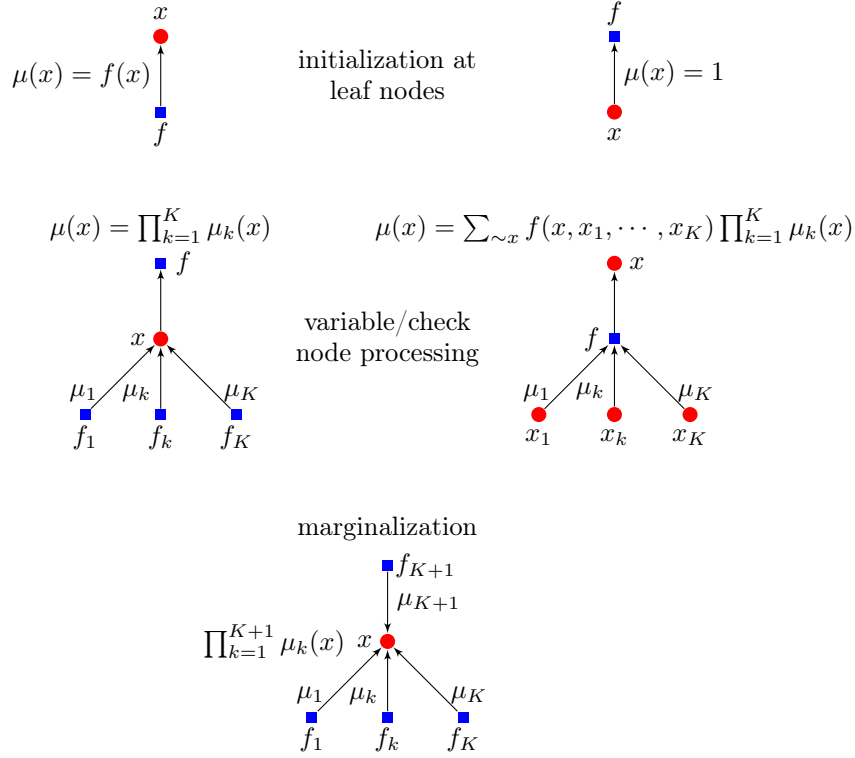 x
f
μ(x) = f(x)
initialization at
leaf nodes
μ(x) = 1
f
x
μ(x) = ∏_{k=1}^{K} μ_k(x)
μ(x) = ∑_{∼x} f(x, x_1, ⋯ , x_K) ∏_{k=1}^{K} μ_k(x)
f
x
x
variable/check
node processing
f
μ_1 μ_k μ_K
μ_1 μ_k μ_K
f_1 f_k f_K
x_1 x_k x_K
marginalization
f_{K+1}
μ_{K+1}
∏_{k=1}^{K+1} μ_k(x) x
μ_1 μ_k μ_K
f_1 f_k f_K